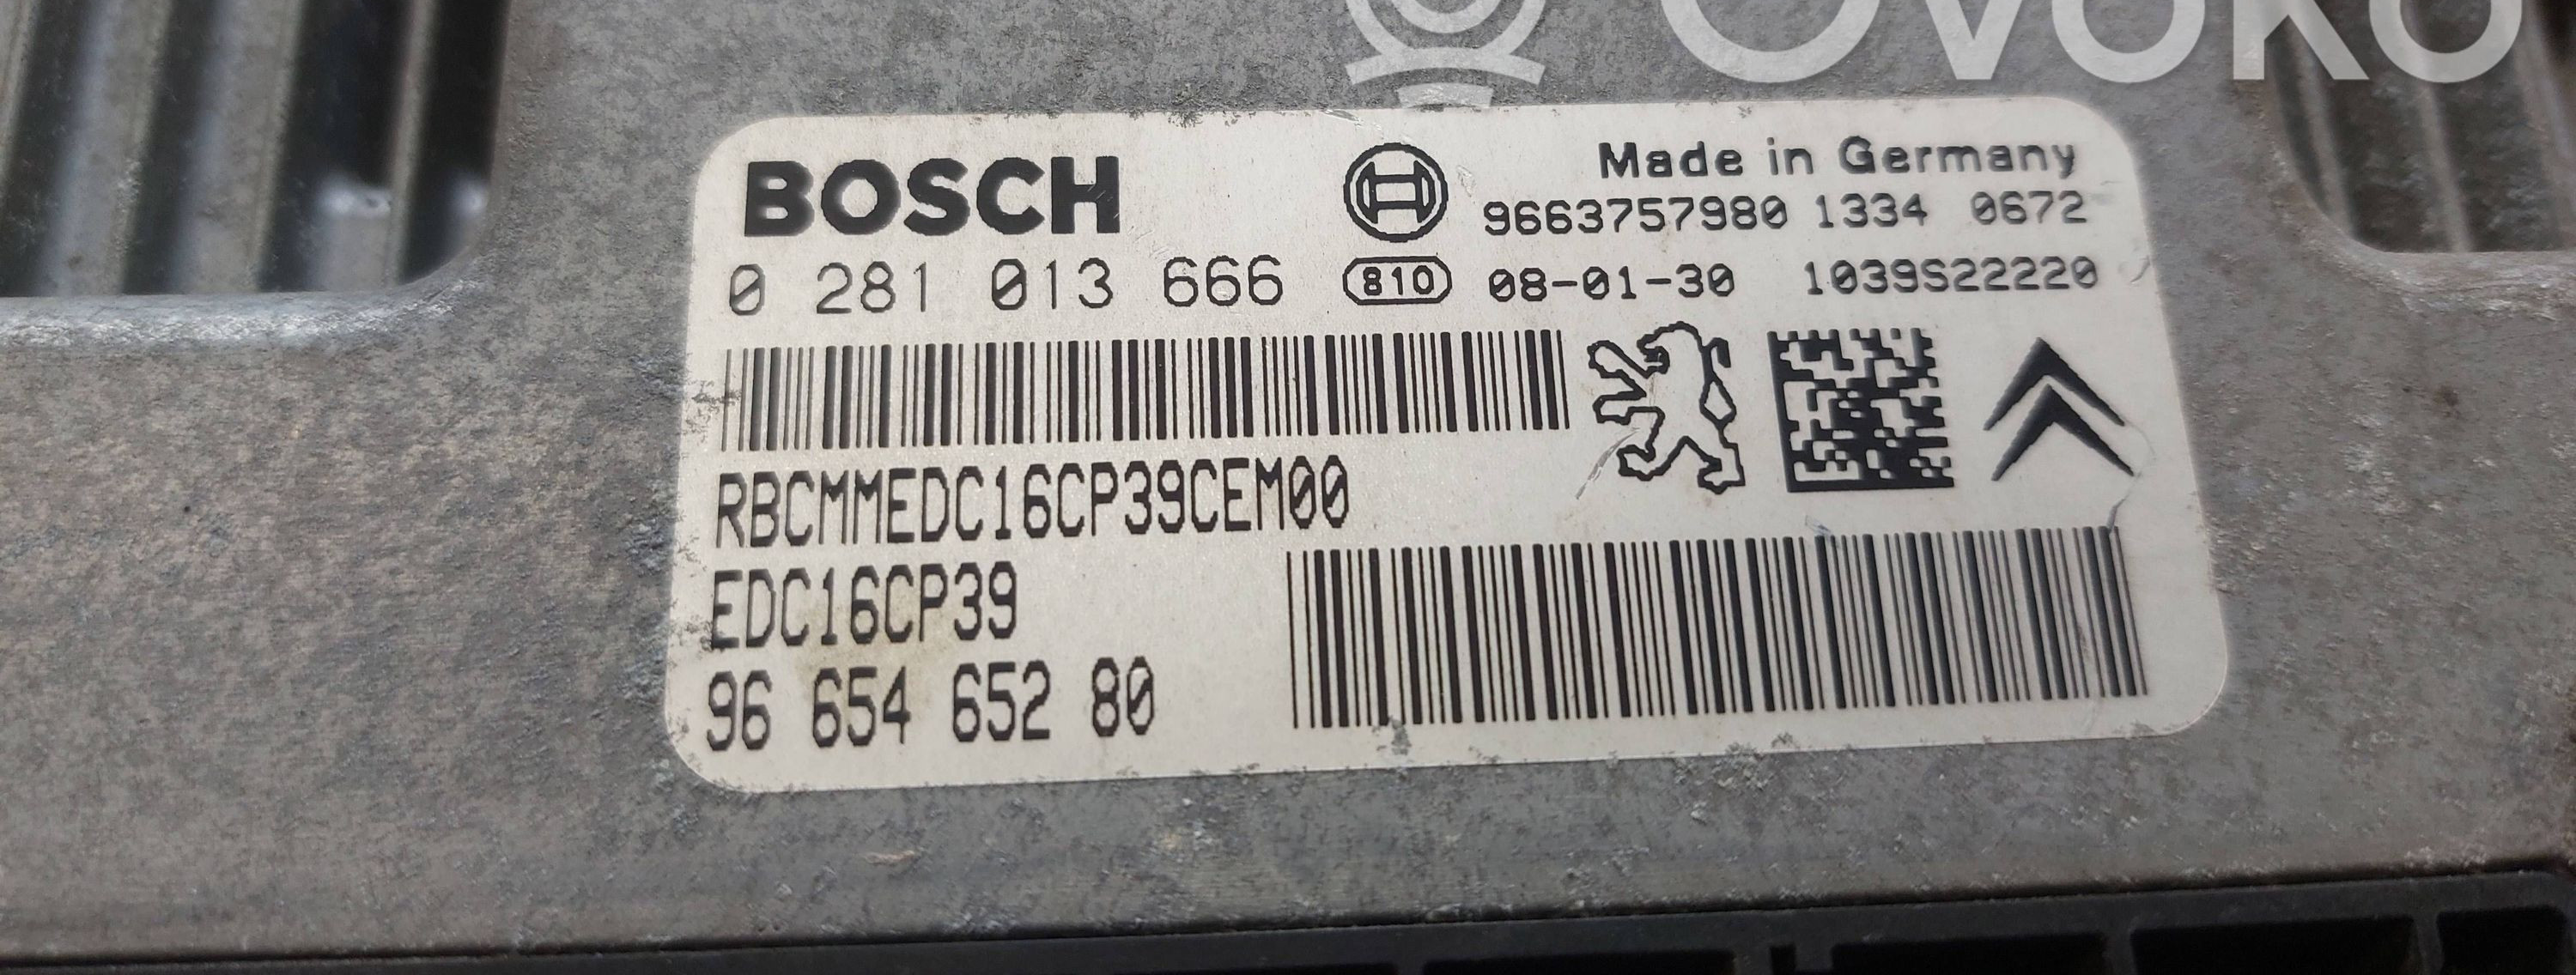 OVOKO
BOSCH
Made in Germany
9663757980 1334 0672
0 281 013 666
810 08-01-30 1039S22220
RBCMMEDC16CP39CEM00
EDC16CP39
96 654 652 80